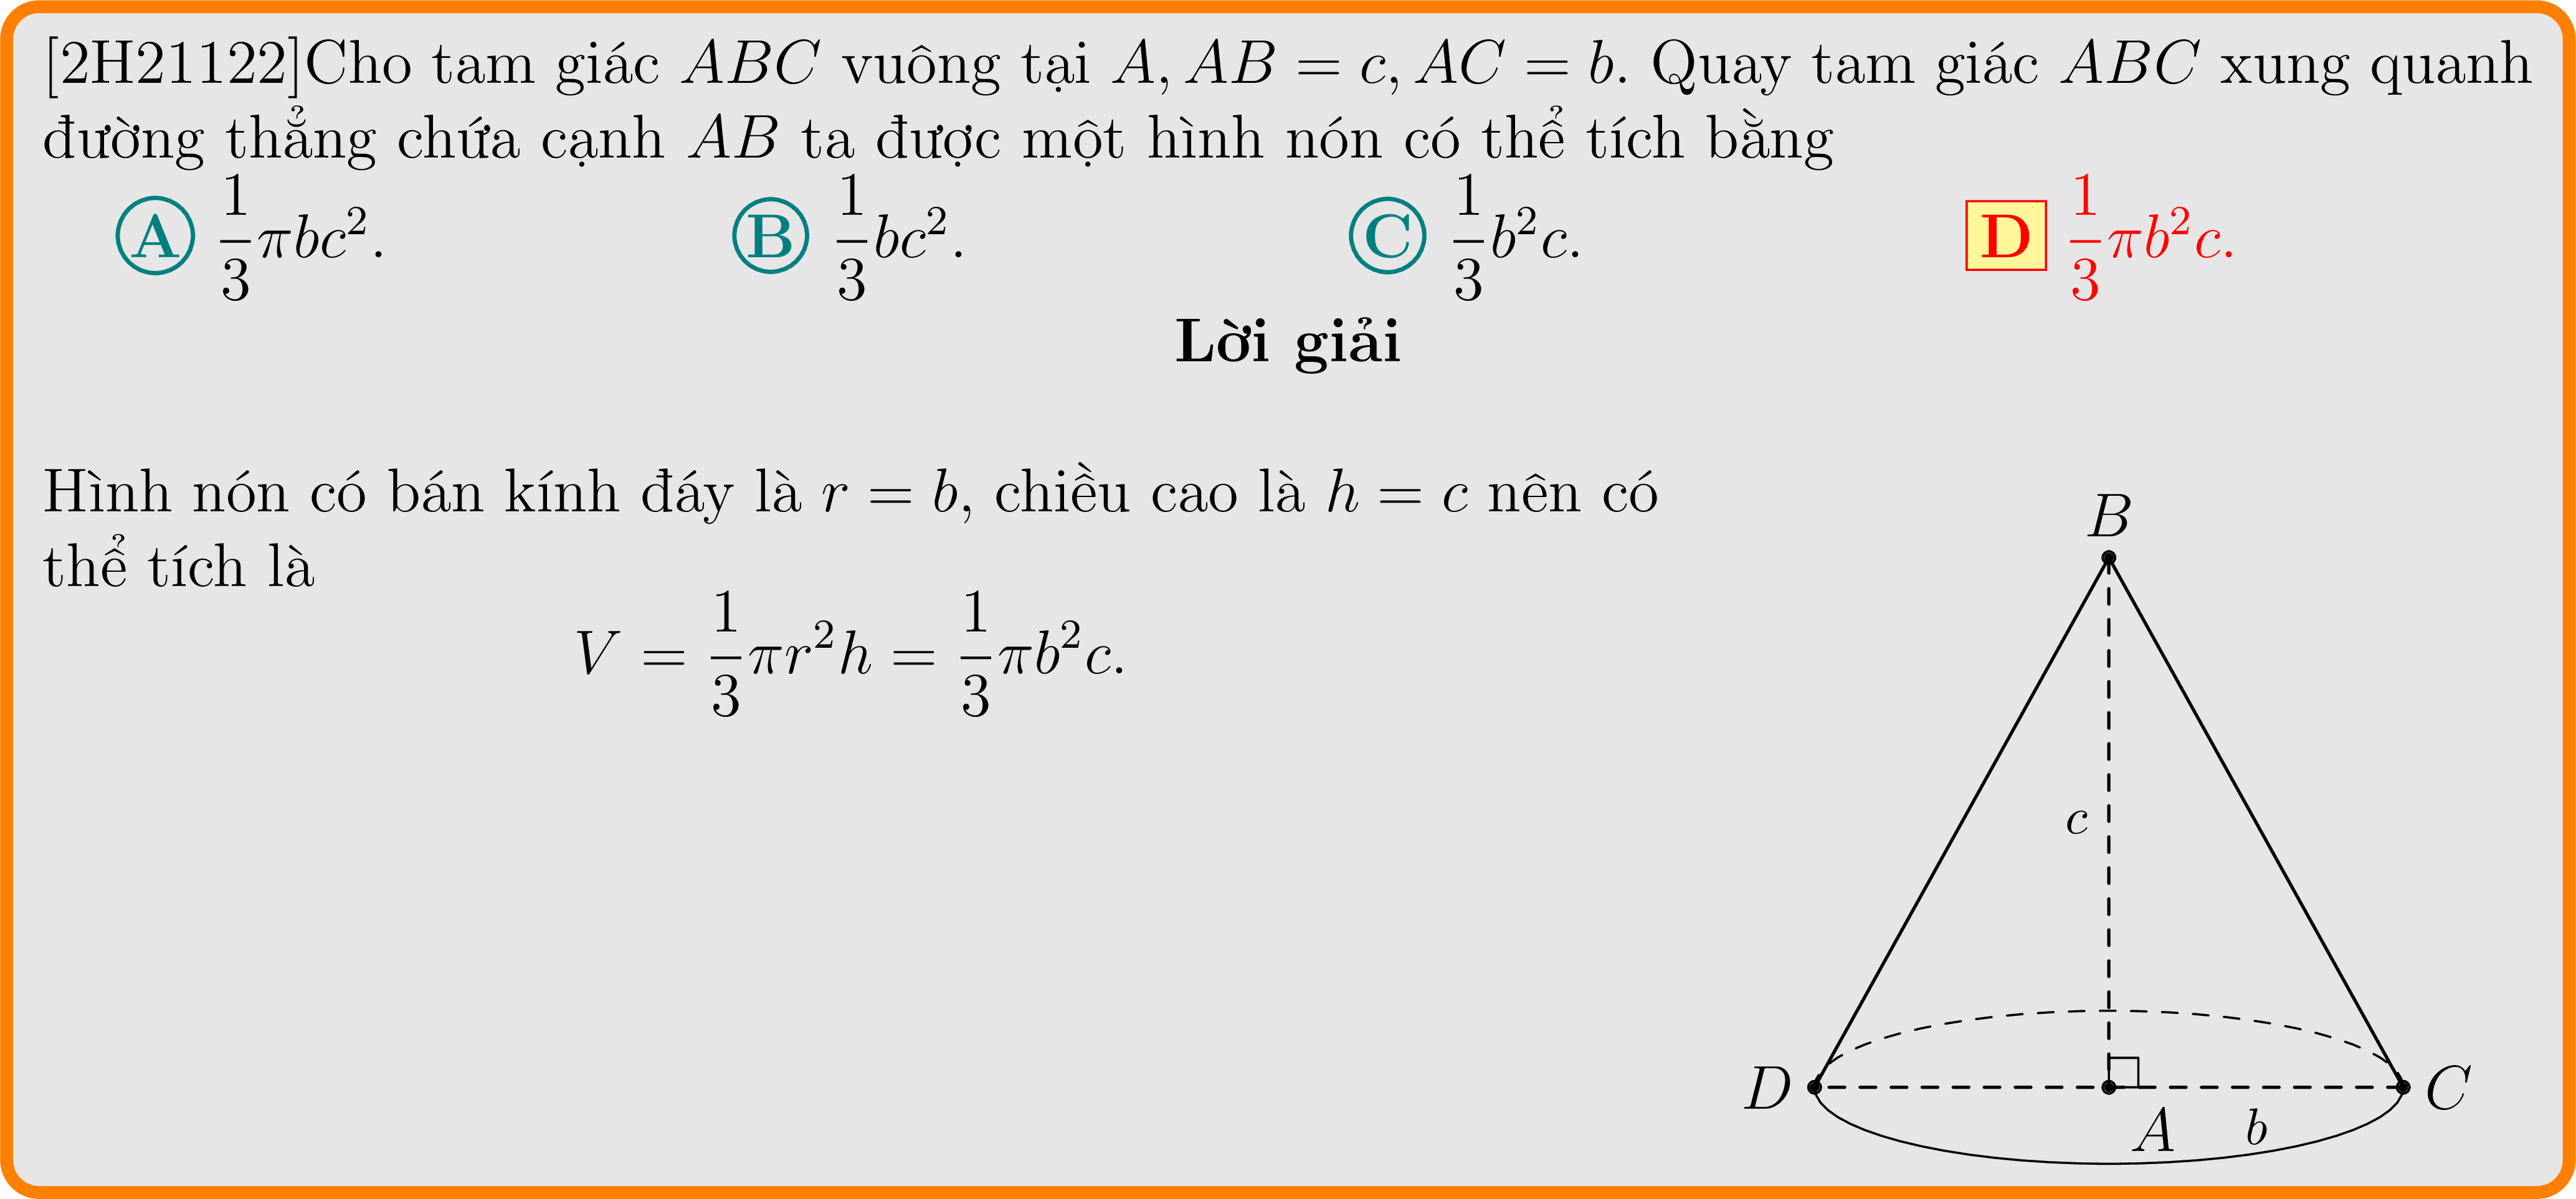 [2H21122]Cho tam giác ABC vuông tại A, AB = c, AC = b. Quay tam giác ABC xung quanh
đường thẳng chứa cạnh AB ta được một hình nón có thể tích bằng
A $\frac{1}{3}\pi bc^2$. B $\frac{1}{3}bc^2$. C $\frac{1}{3}b^2c$. D $\frac{1}{3}\pi b^2c$.
Lời giải
Hình nón có bán kính đáy là r = b, chiều cao là h = c nên có
thể tích là
$V = \frac{1}{3}\pi r^2h = \frac{1}{3}\pi b^2c$.
B
c
D
C
A
b